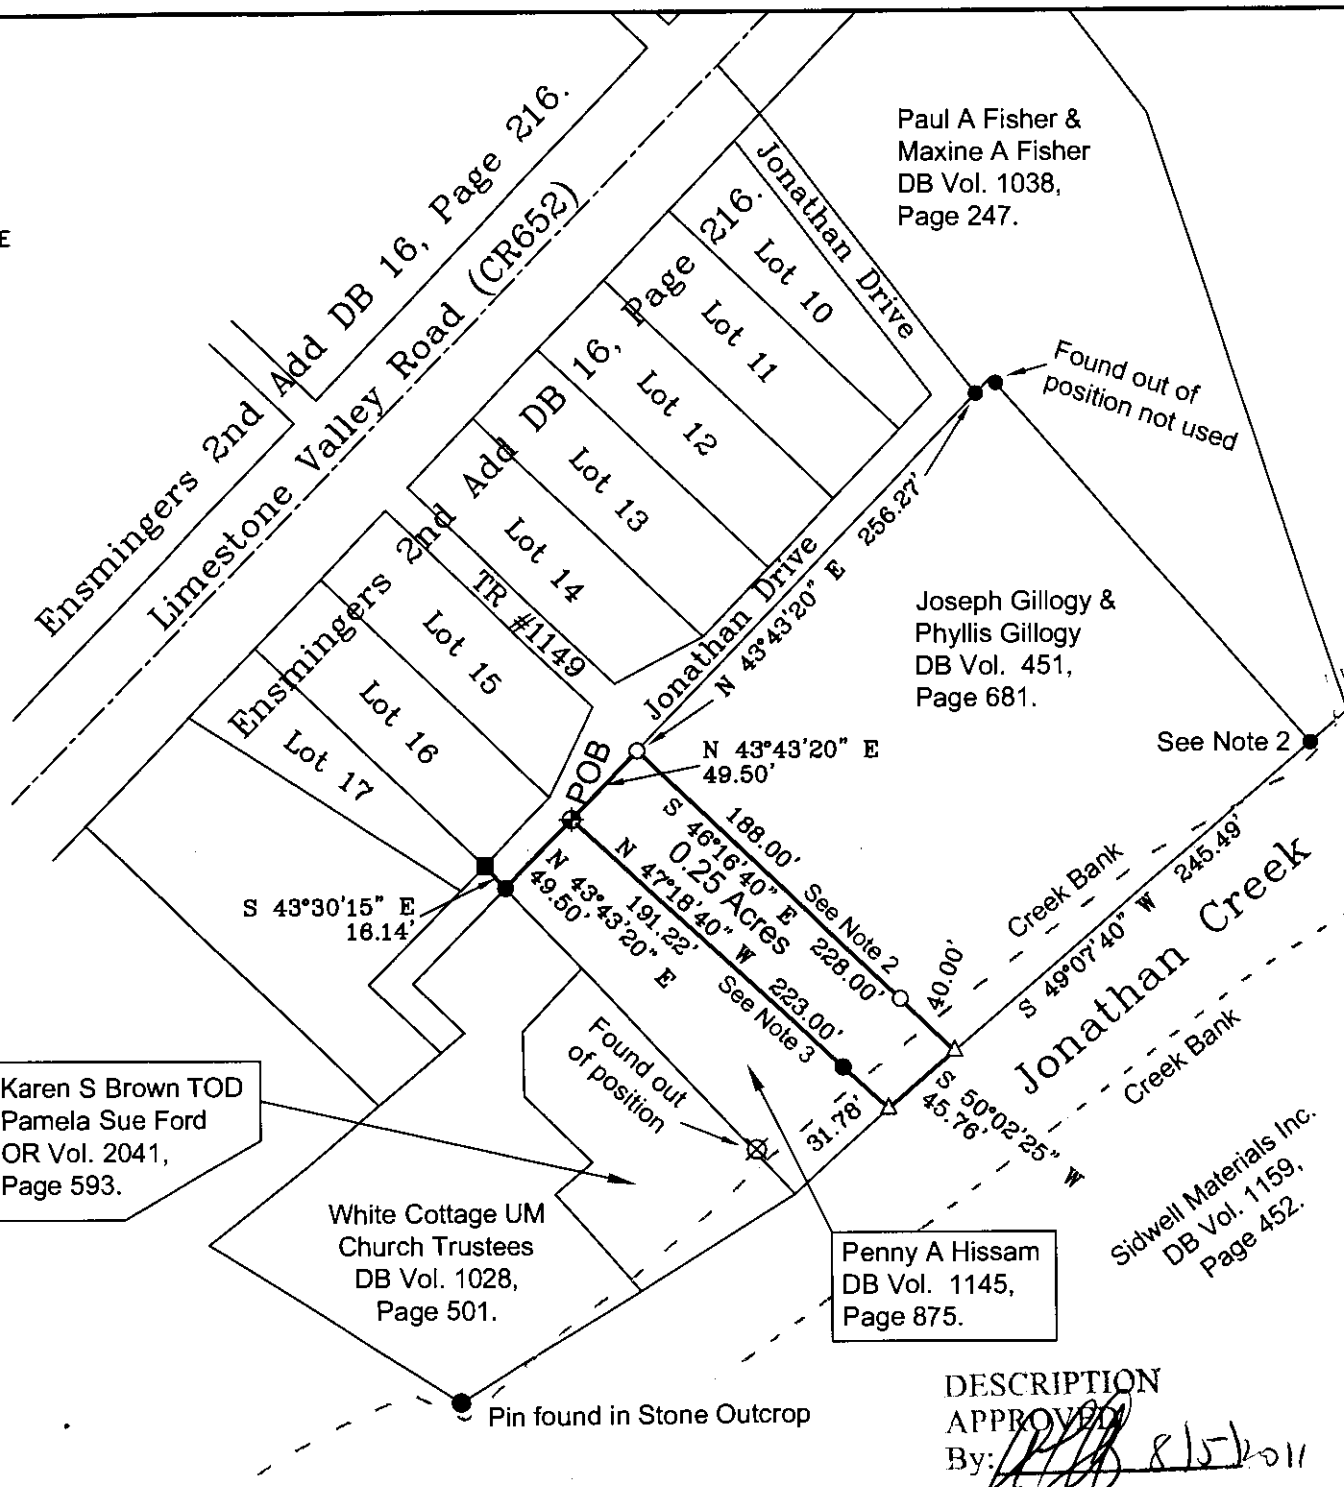 E
Ensmingers 2nd Add DB 16, Page 216.
Limestone Valley Road (CR652)
Ensmingers 2nd Add DB 16, Page 216.
Paul A Fisher &
Maxine A Fisher
DB Vol. 1038,
Page 247.
Jonathan Drive
Lot 10
Lot 11
Lot 12
Lot 13
Lot 14
TR #1149
Lot 15
Lot 16
Lot 17
Found out of
position not used
N 43°43'20" E 256.27'
Jonathan Drive
Joseph Gillogy &
Phyllis Gillogy
DB Vol. 451,
Page 681.
See Note 2
POB
N 43°43'20" E
49.50'
188.00' See Note 2
S 46°16'40" E 228.00'
0.25 Acres
N 47°18'40" W 223.00'
191.22' See Note 3
N 43°43'20" E
49.50'
S 43°30'15" E
16.14'
40.00'
Creek Bank
S 49°07'40" W 245.49'
Jonathan Creek
Creek Bank
Found out
of position
31.78'
S 50°02'25" W
45.76'
Karen S Brown TOD
Pamela Sue Ford
OR Vol. 2041,
Page 593.
White Cottage UM
Church Trustees
DB Vol. 1028,
Page 501.
Penny A Hissam
DB Vol. 1145,
Page 875.
Sidwell Materials Inc.
DB Vol. 1159,
Page 452.
Pin found in Stone Outcrop
DESCRIPTION
APPROVED
By: 8/5/2011